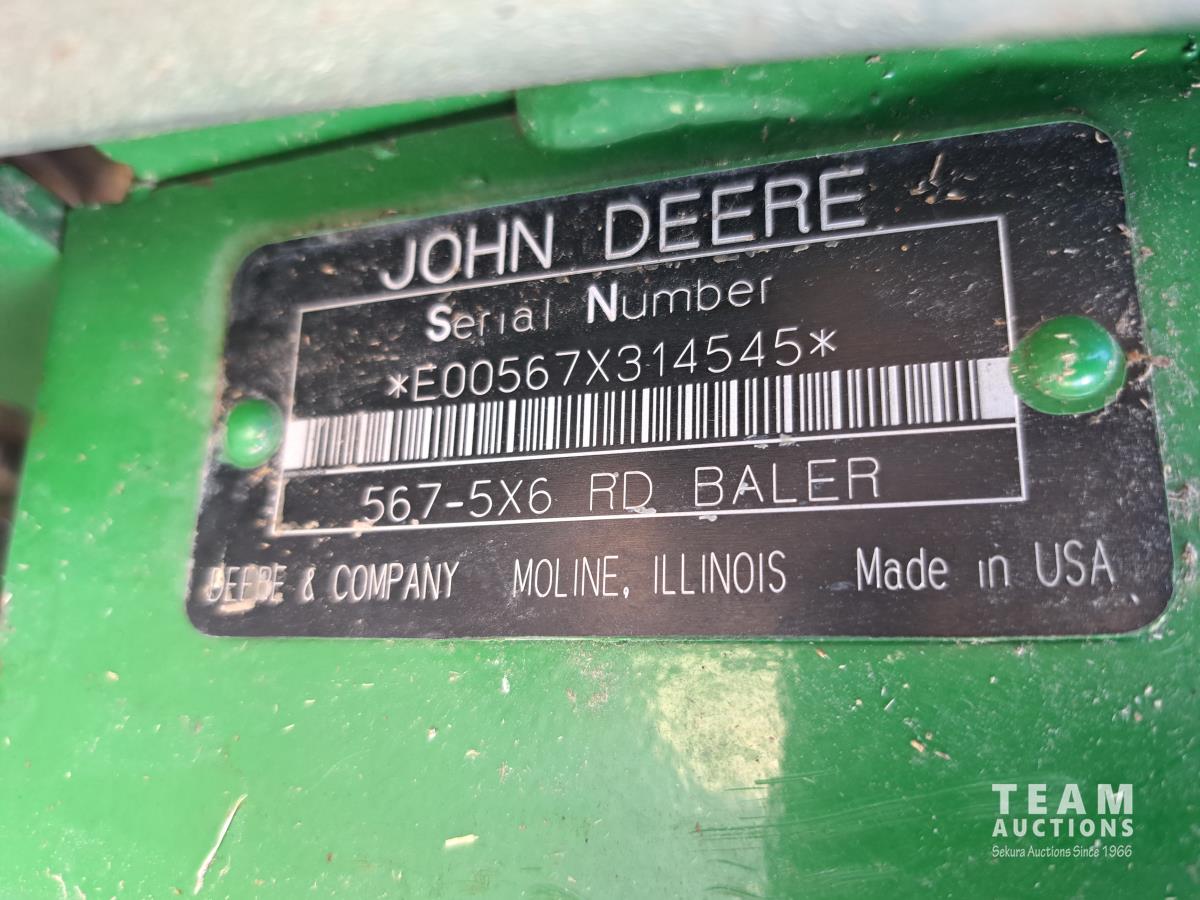 JOHN DEERE
Serial Number
*E00567X314545*
567-5X6 RD BALER
DEERE & COMPANY MOLINE, ILLINOIS Made in USA
TEAM
AUCTIONS
Sekura Auctions Since 1966